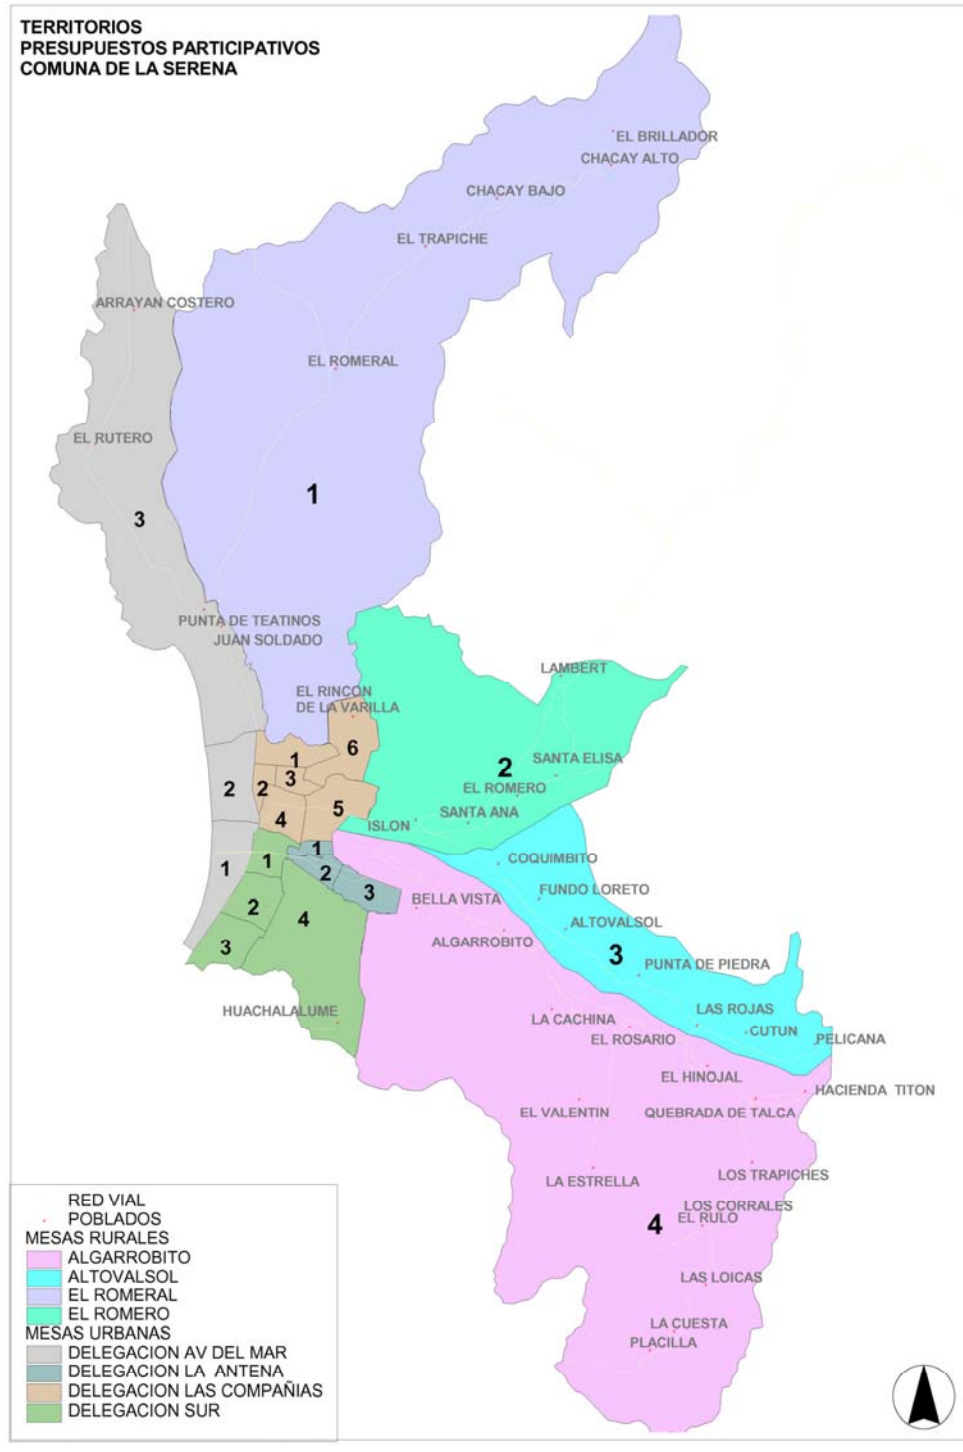 TERRITORIOS
PRESUPUESTOS PARTICIPATIVOS
COMUNA DE LA SERENA
EL BRILLADOR
CHACAY ALTO
CHACAY BAJO
EL TRAPICHE
ARRAYAN COSTERO
EL ROMERAL
EL RUTERO
1
3
PUNTA DE TEATINOS
JUAN SOLDADO
LAMBERT
EL RINCON
DE LA VARILLA
6
1
2
SANTA ELISA
3
2
2
EL ROMERO
5
SANTA ANA
4
ISLON
1
COQUIMBITO
1
1
2
3
FUNDO LORETO
BELLA VISTA
2
4
ALTOVALSOL
ALGARROBITO
3
3
PUNTA DE PIEDRA
HUACHALALUME
LA CACHINA
LAS ROJAS
EL ROSARIO
CUTUN
PELICANA
EL HINOJAL
HACIENDA TITON
EL VALENTIN
QUEBRADA DE TALCA
LA ESTRELLA
LOS TRAPICHES
LOS CORRALES
EL RULO
4
LAS LOICAS
LA CUESTA
PLACILLA
RED VIAL
POBLADOS
MESAS RURALES
ALGARROBITO
ALTOVALSOL
EL ROMERAL
EL ROMERO
MESAS URBANAS
DELEGACION AV DEL MAR
DELEGACION LA ANTENA
DELEGACION LAS COMPAÑIAS
DELEGACION SUR